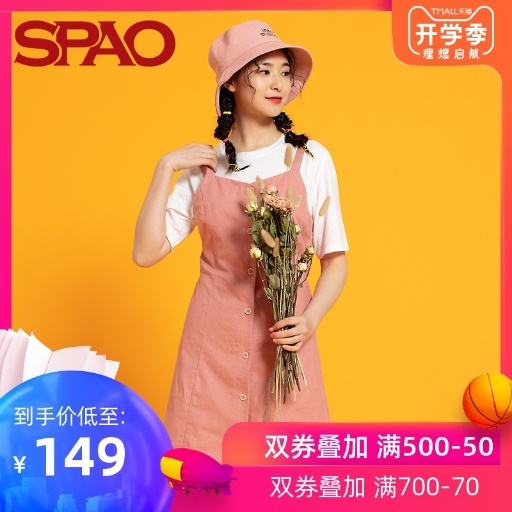 SPAO
TMALL天猫
开学季
理想启航
到手价低至:
¥ 149
双券叠加 满500-50
双券叠加 满700-70